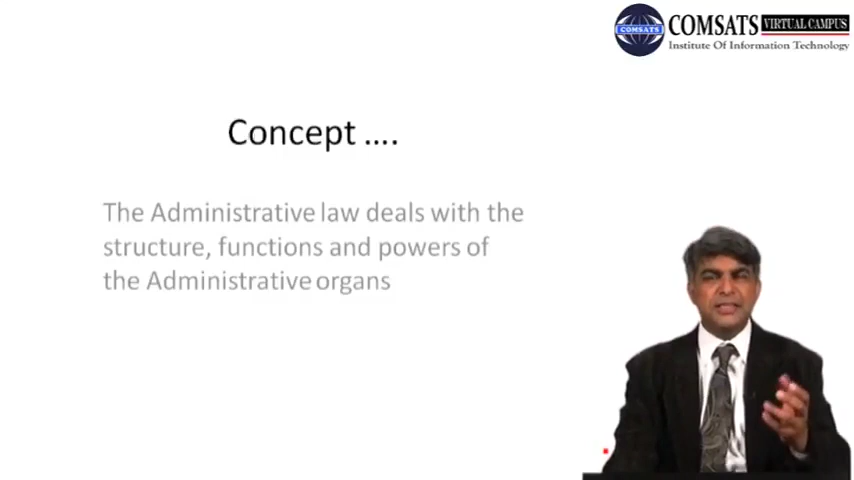 COMSATS
COMSATS VIRTUAL CAMPUS
Institute Of Information Technology
Concept ....
The Administrative law deals with the
structure, functions and powers of
the Administrative organs